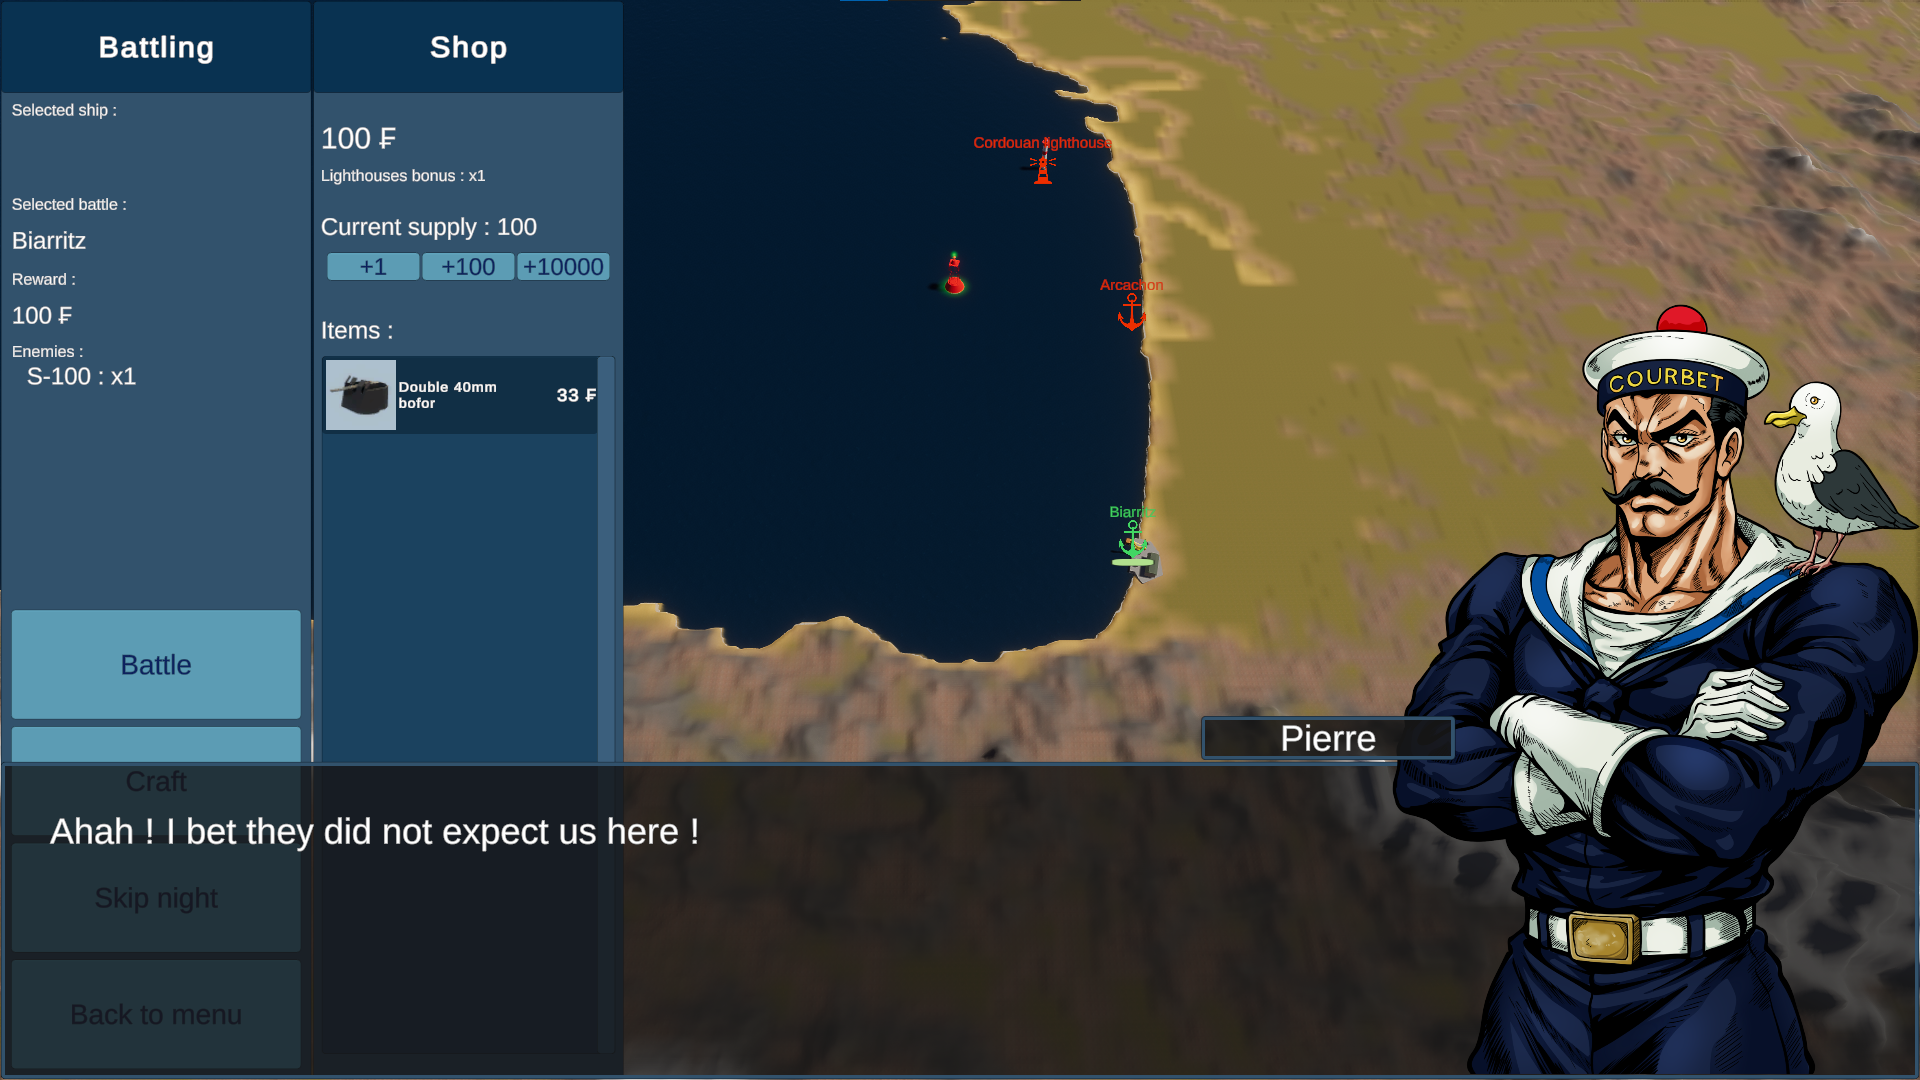 Battling
Selected ship :
Selected battle :
Biarritz
Reward :
100 ₣
Enemies :
S-100 : x1
Battle
Craft
Skip night
Back to menu
Shop
100 ₣
Lighthouses bonus : x1
Current supply : 100
+1
+100
+10000
Items :
Double 40mm
bofor
33 ₣
Cordouan lighthouse
Arcachon
Biarritz
COURBET
Pierre
Ahah ! I bet they did not expect us here !